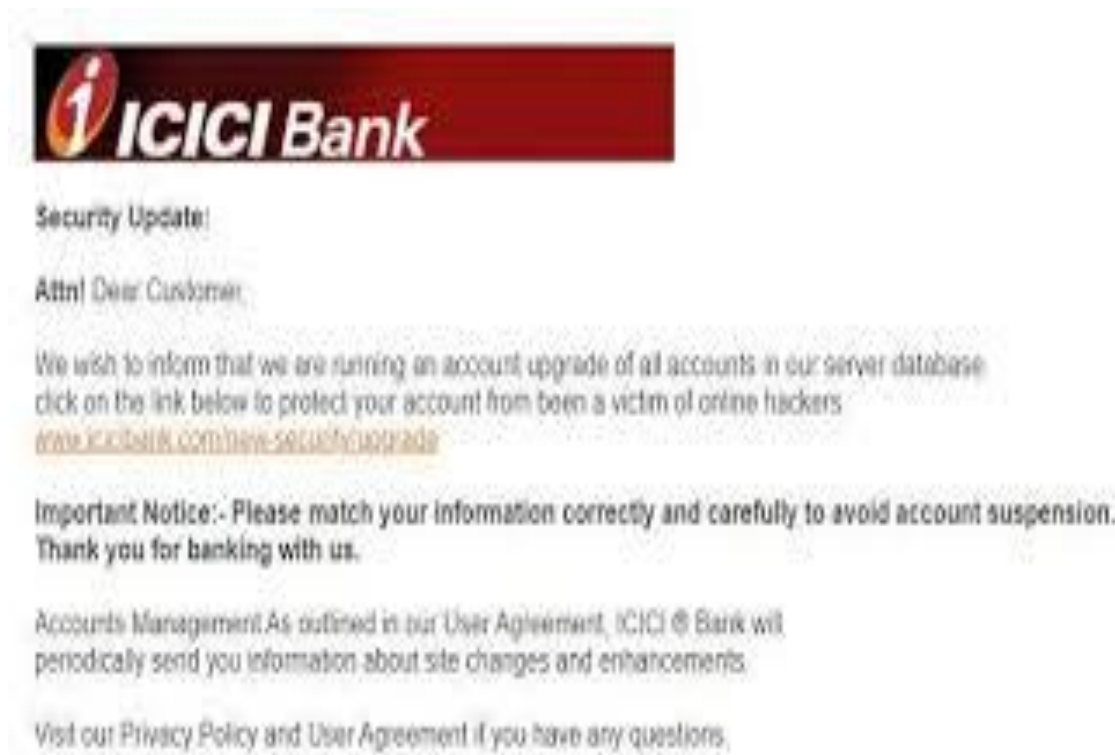 ICICI Bank
Security Update:
Attn! Dear Customer,
We wish to inform that we are running an account upgrade of all accounts in our server database
click on the link below to protect your account from been a victim of online hackers
www.icicibank.com/new-security/upgrade
Important Notice:- Please match your information correctly and carefully to avoid account suspension.
Thank you for banking with us.
Accounts Management As outlined in our User Agreement, ICICI ® Bank will
periodically send you information about site changes and enhancements.
Visit our Privacy Policy and User Agreement if you have any questions.